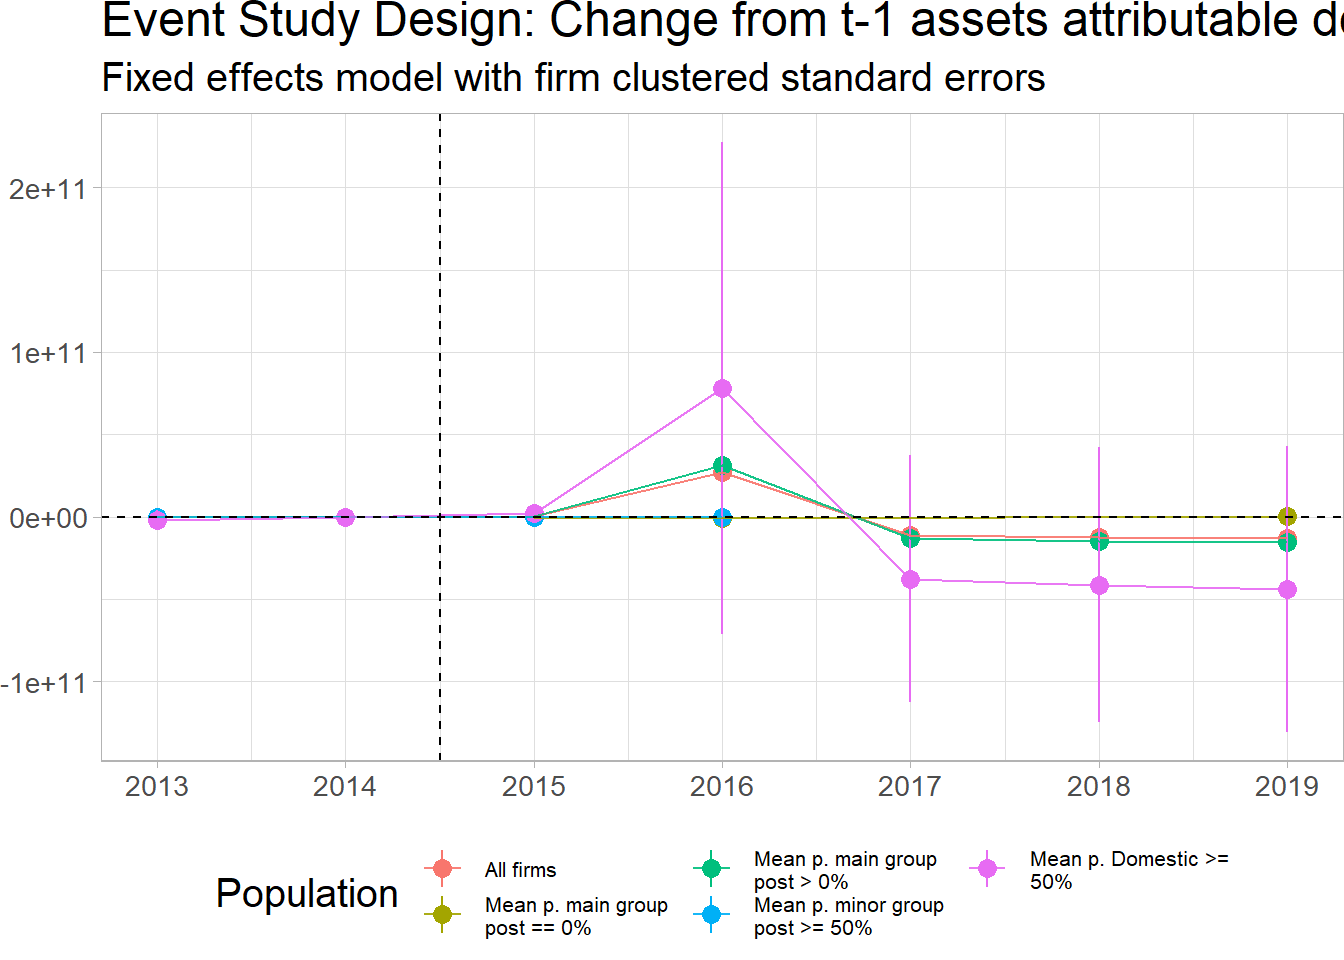 Event Study Design: Change from t-1 assets attributable
Fixed effects model with firm clustered standard errors
2e+11
1e+11
0e+00
-1e+11
2013 2014 2015 2016 2017 2018 2019
Population
All firms
Mean p. main group
post == 0%
Mean p. main group
post > 0%
Mean p. minor group
post >= 50%
Mean p. Domestic >=
50%